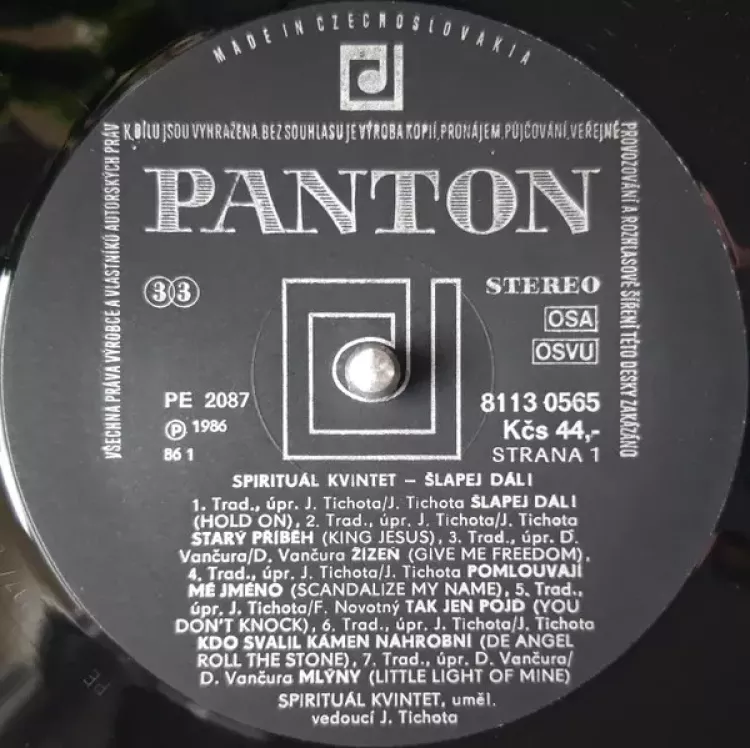 MADE IN CZECHOSLOVAKIA
VŠECHNA PRÁVA VÝROBCE A VLASTNÍKŮ AUTORSKÝCH PRÁV
K DÍLU JSOU VYHRAŽENA. BEZ SOUHLASU JE VÝROBA KOPIÍ, PRONÁJEM, PŮJČOVÁNÍ, VEŘEJNÉ
PROVOZOVÁNÍ A ROZHLASOVÉ ŠÍŘENÍ TÉTO DESKY ZAKÁZÁNO
PANTON
33
STEREO
OSA
OSVU
PE 2087
8113 0565
Ⓟ 1986
Kčs 44,-
86 1
STRANA 1
SPIRITUÁL KVINTET – ŠLAPEJ DÁL!
1. Trad., úpr. J. Tichota/J. Tichota ŠLAPEJ DÁL!
(HOLD ON), 2. Trad., úpr. J. Tichota/J. Tichota
STARÝ PŘÍBĚH (KING JESUS), 3. Trad., úpr. D.
Vančura/D. Vančura ŽÍZEŇ (GIVE ME FREEDOM),
4. Trad., úpr. J. Tichota/J. Tichota POMLOUVAJÍ
MÉ JMÉNO (SCANDALIZE MY NAME), 5. Trad.,
úpr. J. Tichota/F. Novotný TAK JEN POJĎ (YOU
DON'T KNOCK), 6. Trad., úpr. J. Tichota/J. Tichota
KDO SVALIL KÁMEN NÁHROBNÍ (DE ANGEL
ROLL THE STONE), 7. Trad., úpr. D. Vančura/
D. Vančura MLÝNY (LITTLE LIGHT OF MINE)
SPIRITUÁL KVINTET, uměl.
vedoucí J. Tichota